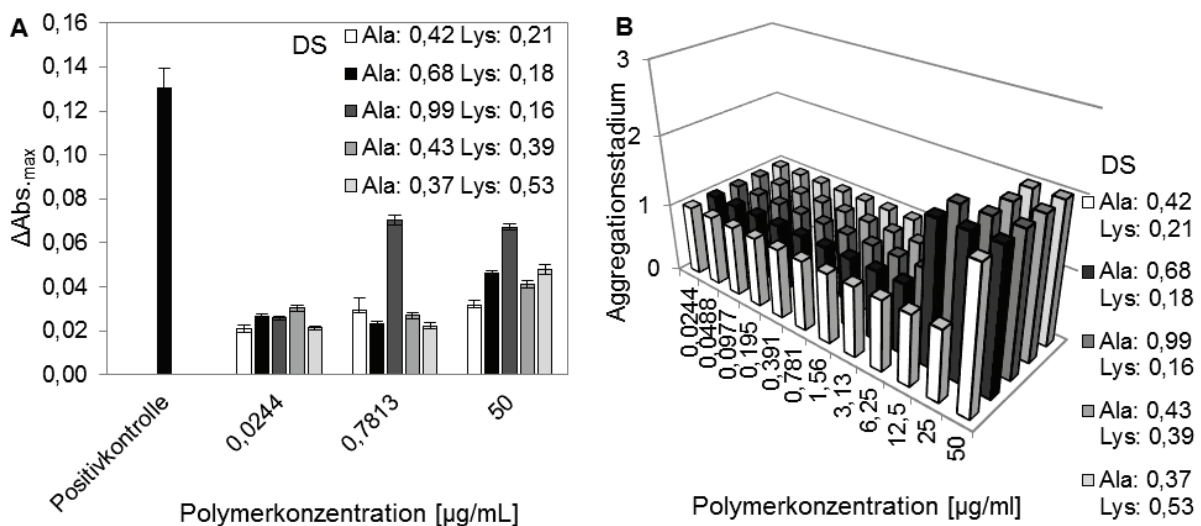 A
0,16
0,14
0,12
0,10
0,08
0,06
0,04
0,02
0,00
ΔAbs.max
DS
Ala: 0,42 Lys: 0,21
Ala: 0,68 Lys: 0,18
Ala: 0,99 Lys: 0,16
Ala: 0,43 Lys: 0,39
Ala: 0,37 Lys: 0,53
Positivkontrolle
0,0244
0,7813
50
Polymerkonzentration [µg/mL]
B
3
2
1
0
Aggregationsstadium
0,0244
0,0488
0,0977
0,195
0,391
0,781
1,56
3,13
6,25
12,5
25
50
Polymerkonzentration [µg/ml]
DS
Ala: 0,42
Lys: 0,21
Ala: 0,68
Lys: 0,18
Ala: 0,99
Lys: 0,16
Ala: 0,43
Lys: 0,39
Ala: 0,37
Lys: 0,53